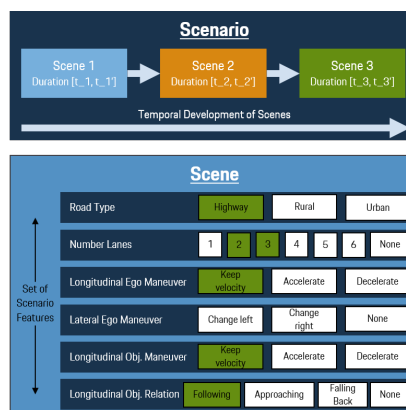 Scenario
Scene 1
Duration [t_1, t_1']
Scene 2
Duration [t_2, t_2']
Scene 3
Duration [t_3, t_3']
Temporal Development of Scenes
Scene
Set of
Scenario
Features
Road Type
Highway
Rural
Urban
Number Lanes
1
2
3
4
5
6
None
Longitudinal Ego Maneuver
Keep
velocity
Accelerate
Decelerate
Lateral Ego Maneuver
Change left
Change
right
None
Longitudinal Obj. Maneuver
Keep
velocity
Accelerate
Decelerate
Longitudinal Obj. Relation
Following
Approaching
Falling
Back
None